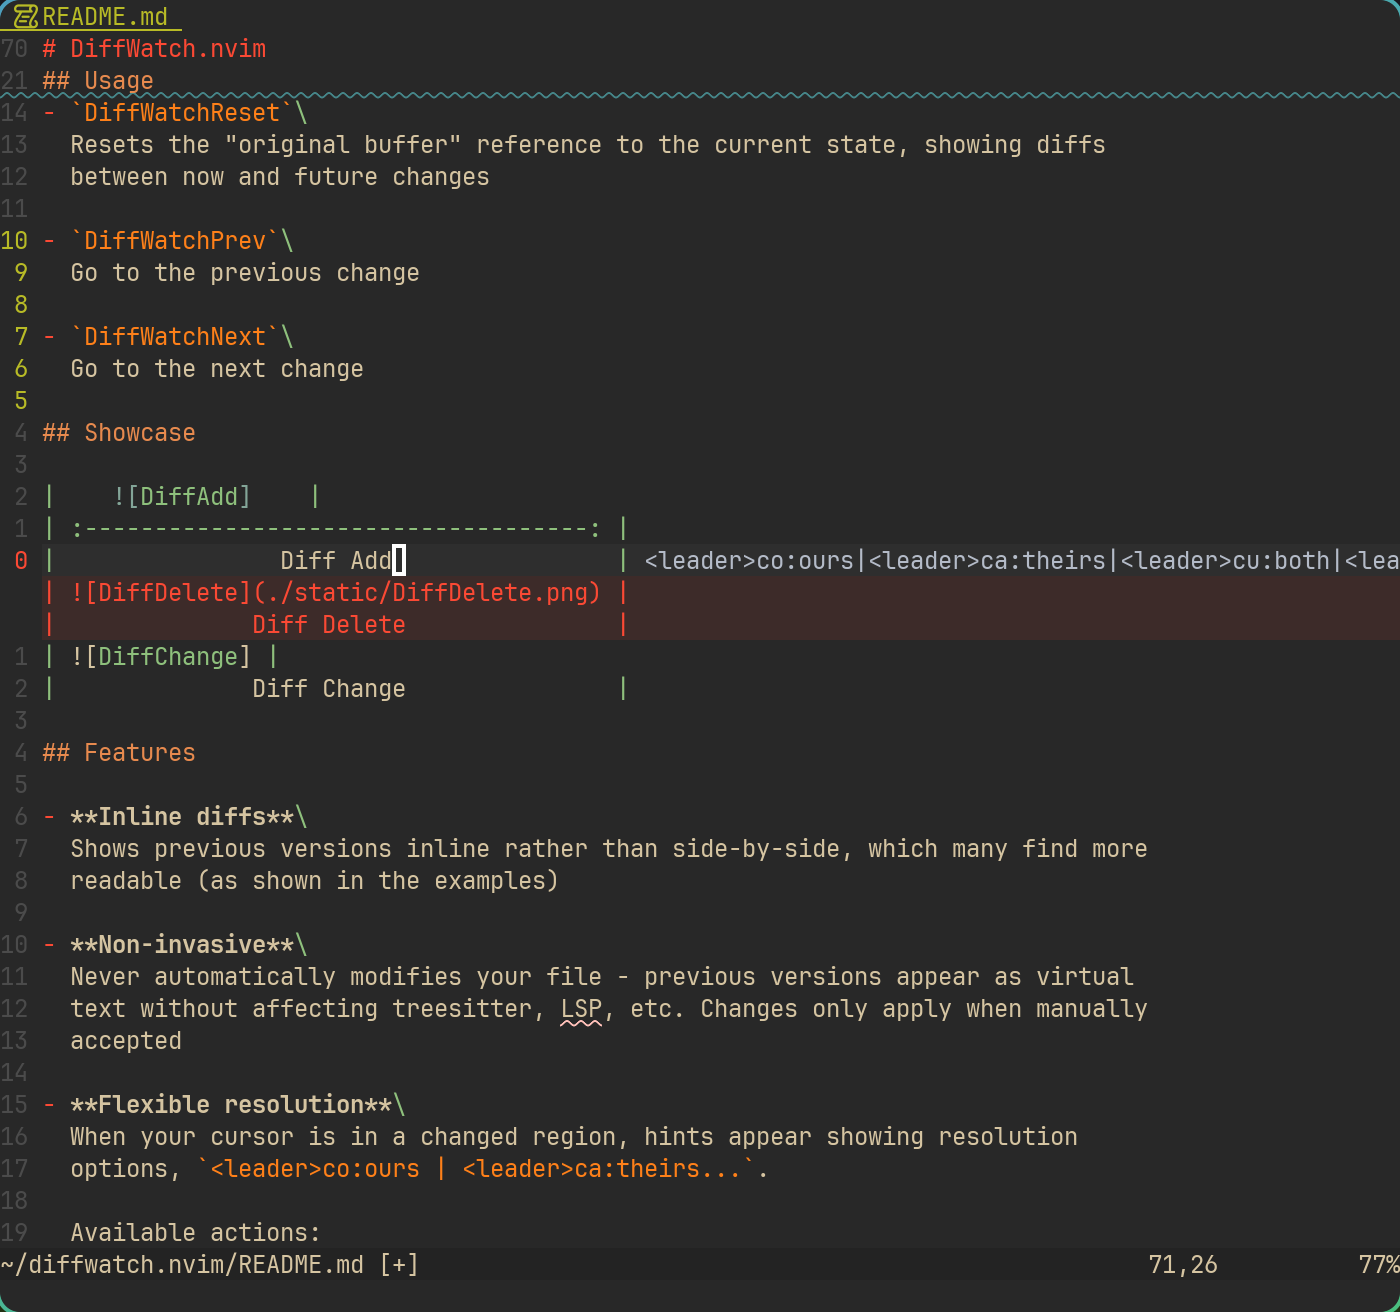 README.md
70 # DiffWatch.nvim
21 ## Usage
14 - `DiffWatchReset`\
13   Resets the "original buffer" reference to the current state, showing diffs
12   between now and future changes
11
10 - `DiffWatchPrev`\
 9   Go to the previous change
 8
 7 - `DiffWatchNext`\
 6   Go to the next change
 5
 4 ## Showcase
 3
 2 |    ![DiffAdd]    |
 1 | :------------------------------------: |
 0 |                Diff Add                | <leader>co:ours|<leader>ca:theirs|<leader>cu:both|<lea
   | ![DiffDelete](./static/DiffDelete.png) |
   |              Diff Delete               |
 1 | ![DiffChange] |
 2 |              Diff Change               |
 3
 4 ## Features
 5
 6 - **Inline diffs**\
 7   Shows previous versions inline rather than side-by-side, which many find more
 8   readable (as shown in the examples)
 9
10 - **Non-invasive**\
11   Never automatically modifies your file - previous versions appear as virtual
12   text without affecting treesitter, LSP, etc. Changes only apply when manually
13   accepted
14
15 - **Flexible resolution**\
16   When your cursor is in a changed region, hints appear showing resolution
17   options, `<leader>co:ours | <leader>ca:theirs...`.
18
19   Available actions:
~/diffwatch.nvim/README.md [+] 71,26 77%